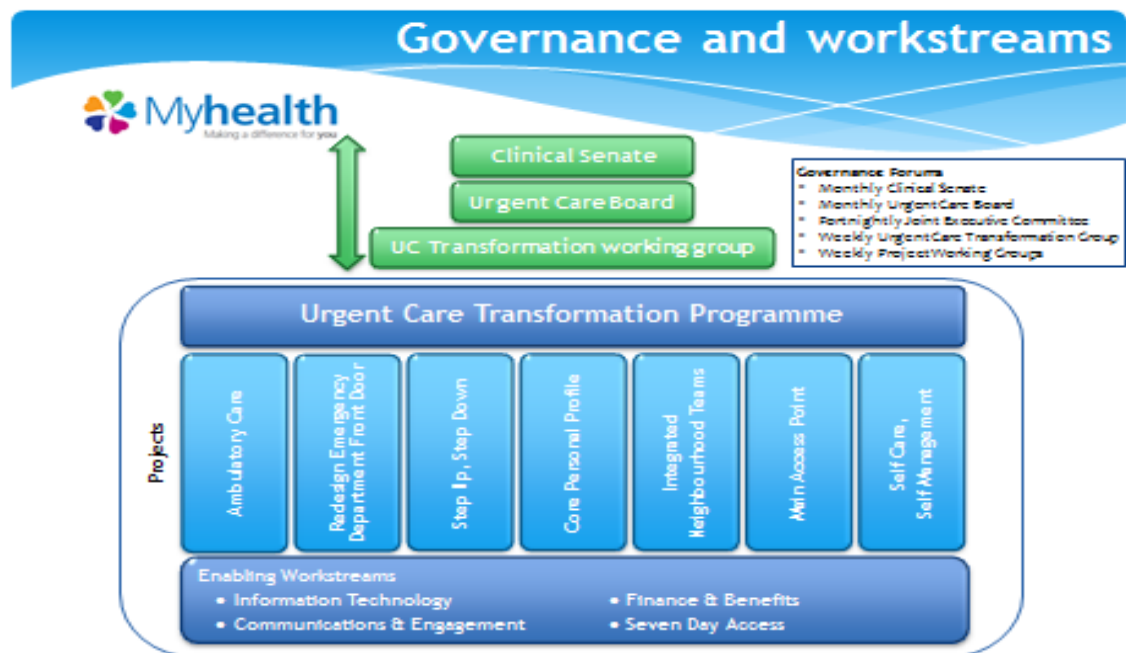 Governance and workstreams
Myhealth
Making a difference for you
Clinical Senate
Urgent Care Board
UC Transformation working group
Governance Forums
* Monthly Clinical Senate
* Monthly Urgent Care Board
* Fortnightly Joint Executive Committee
* Weekly Urgent Care Transformation Group
* Weekly Project Working Groups
Urgent Care Transformation Programme
Projects
Ambulatory Care
Redesign Emergency
Department Front Door
Step Up, Step Down
Core Personal Profile
Integrated
Neighbourhood Teams
Main Access Point
Self Care,
Self Management
Enabling Workstreams
• Information Technology
• Communications & Engagement
• Finance & Benefits
• Seven Day Access